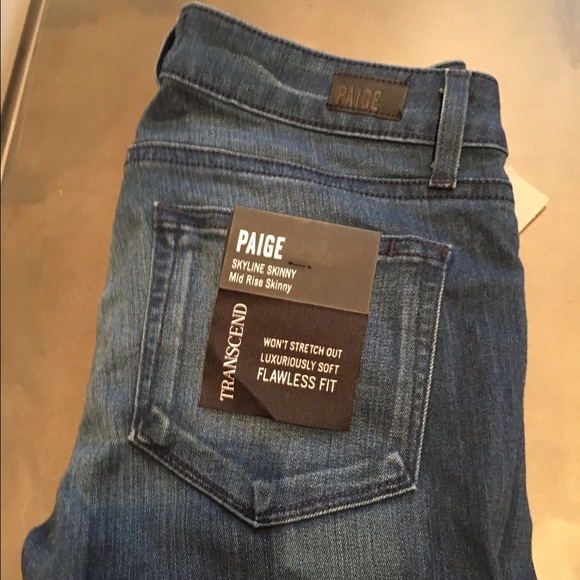 PAIGE
PAIGE
SKYLINE SKINNY
Mid Rise Skinny
TRANSCEND
WON'T STRETCH OUT
LUXURIOUSLY SOFT
FLAWLESS FIT